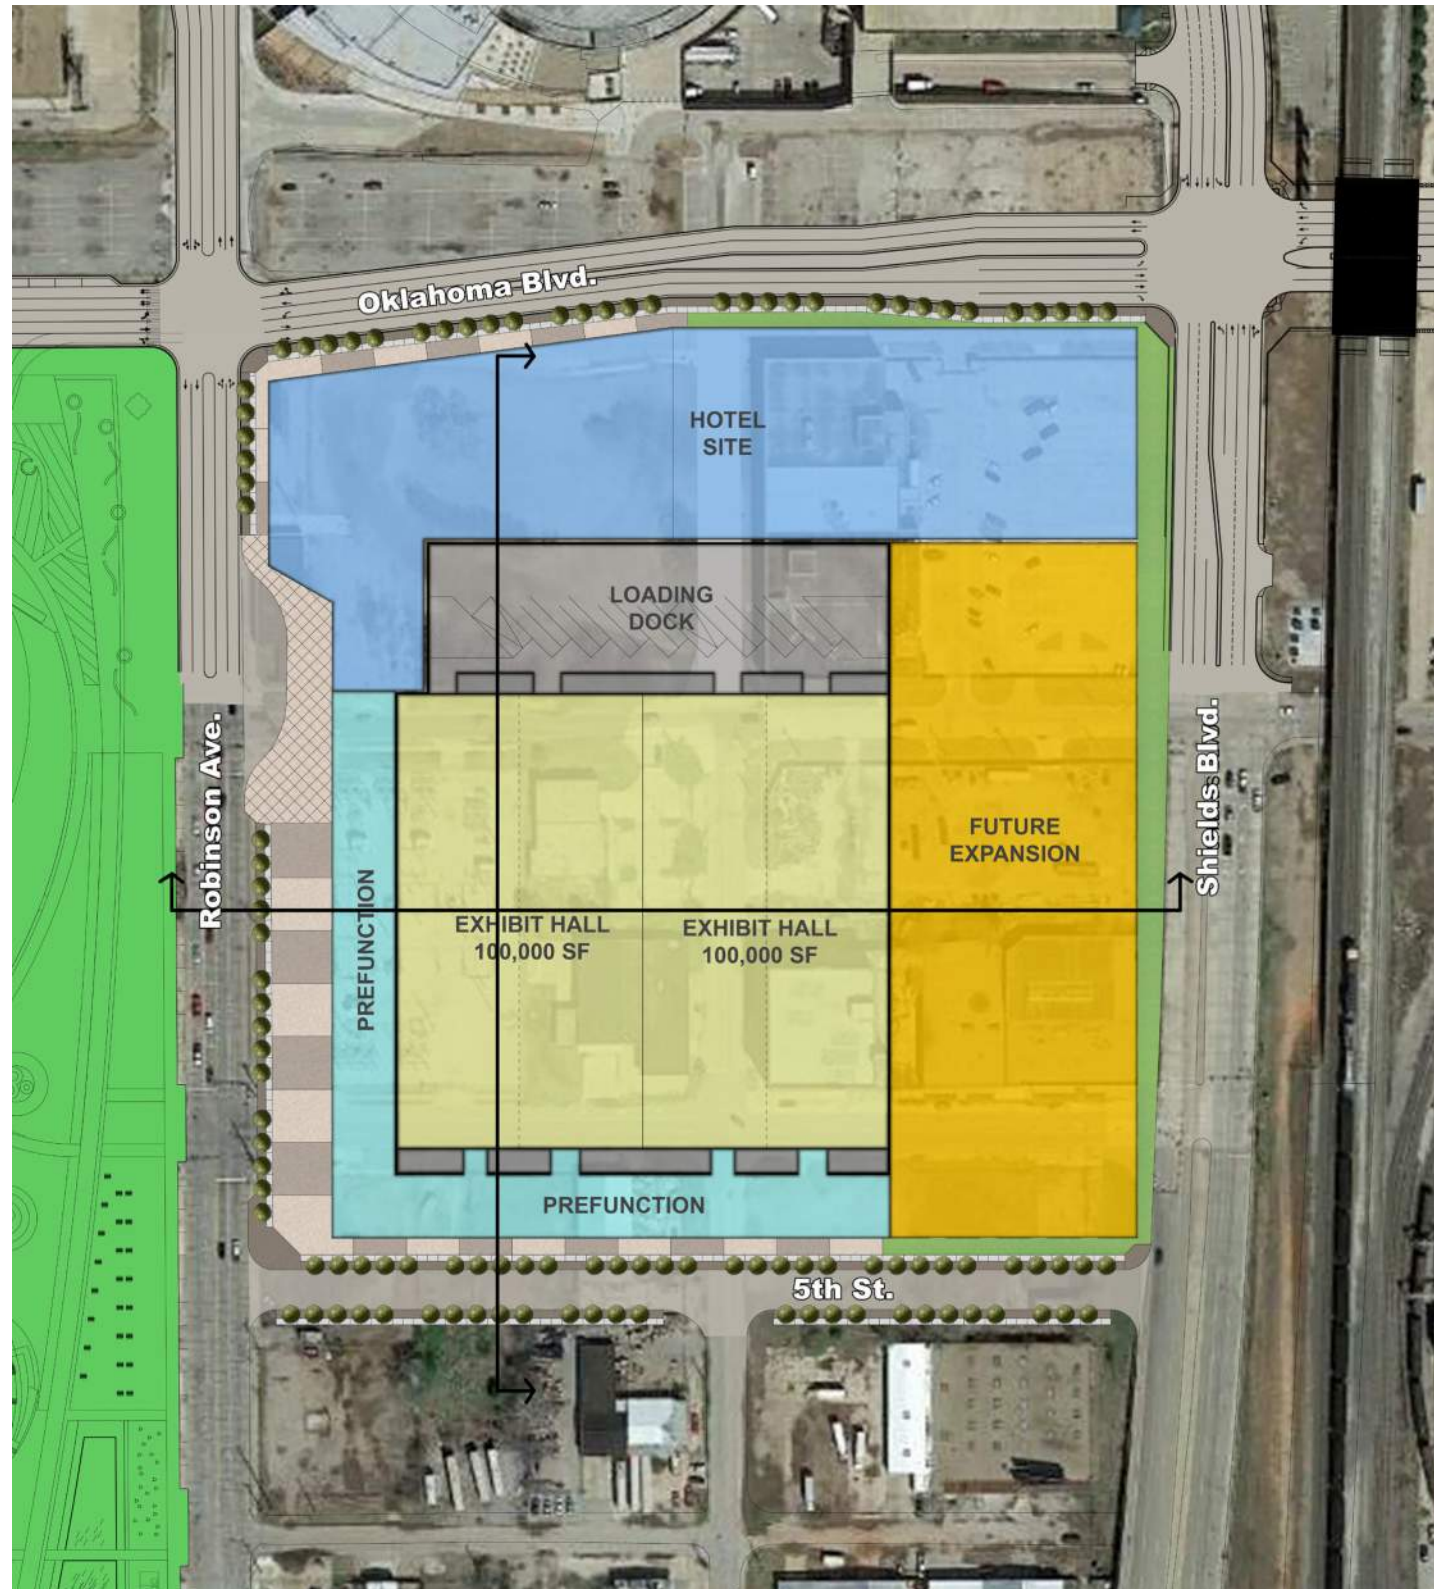 Oklahoma Blvd.
HOTEL
SITE
LOADING
DOCK
Robinson Ave.
Shields Blvd.
FUTURE
EXPANSION
PREFUNCTION
EXHIBIT HALL
100,000 SF
EXHIBIT HALL
100,000 SF
PREFUNCTION
5th St.